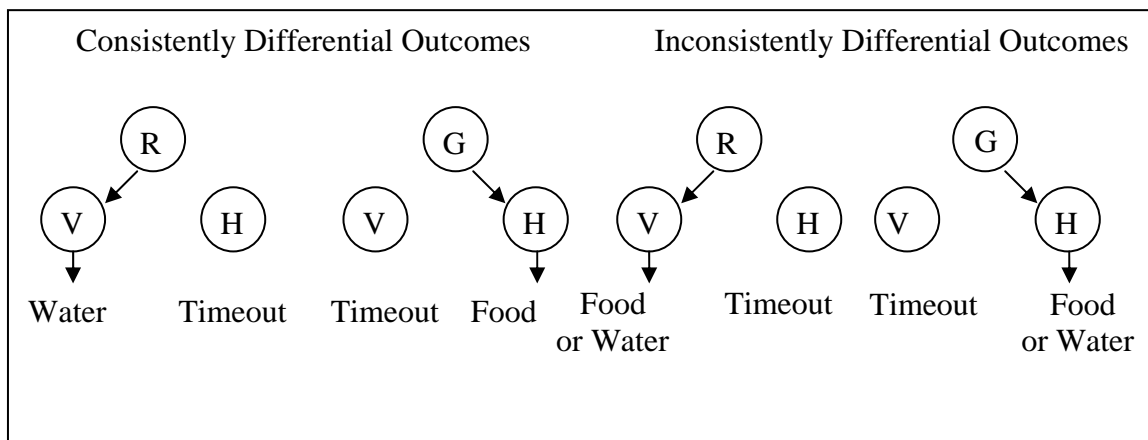 Consistently Differential Outcomes
Inconsistently Differential Outcomes
R
G
V
H
V
H
Water
Timeout
Timeout
Food
R
G
V
H
V
H
Food
or Water
Timeout
Timeout
Food
or Water